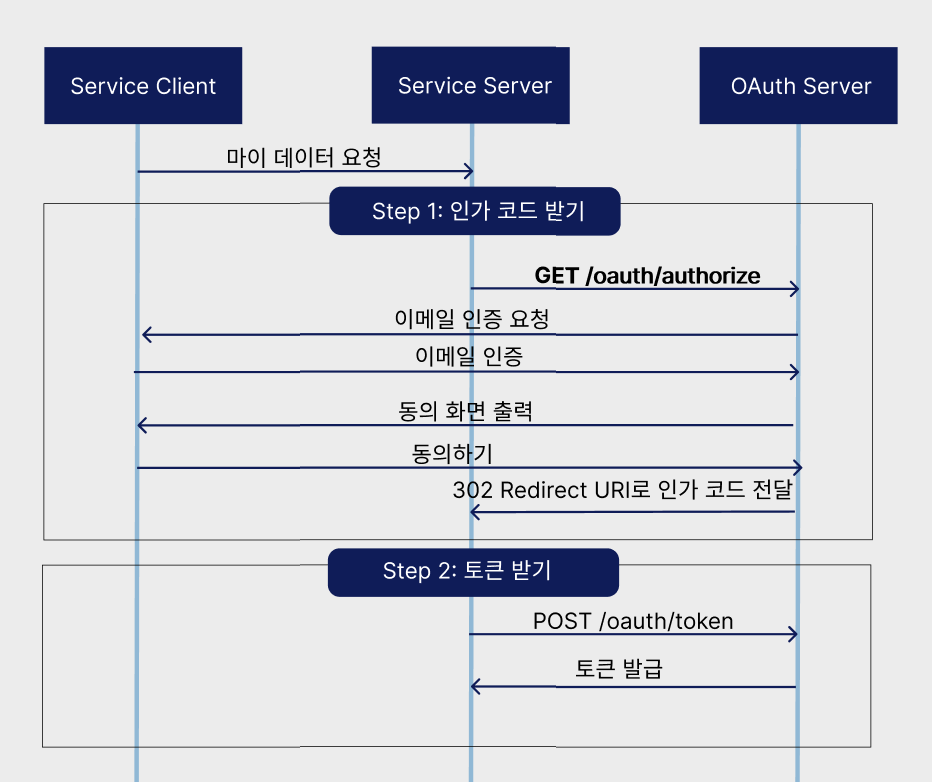 Service Client
Service Server
OAuth Server
마이 데이터 요청
Step 1: 인가 코드 받기
GET /oauth/authorize
이메일 인증 요청
이메일 인증
동의 화면 출력
동의하기
302 Redirect URI로 인가 코드 전달
Step 2: 토큰 받기
POST /oauth/token
토큰 발급